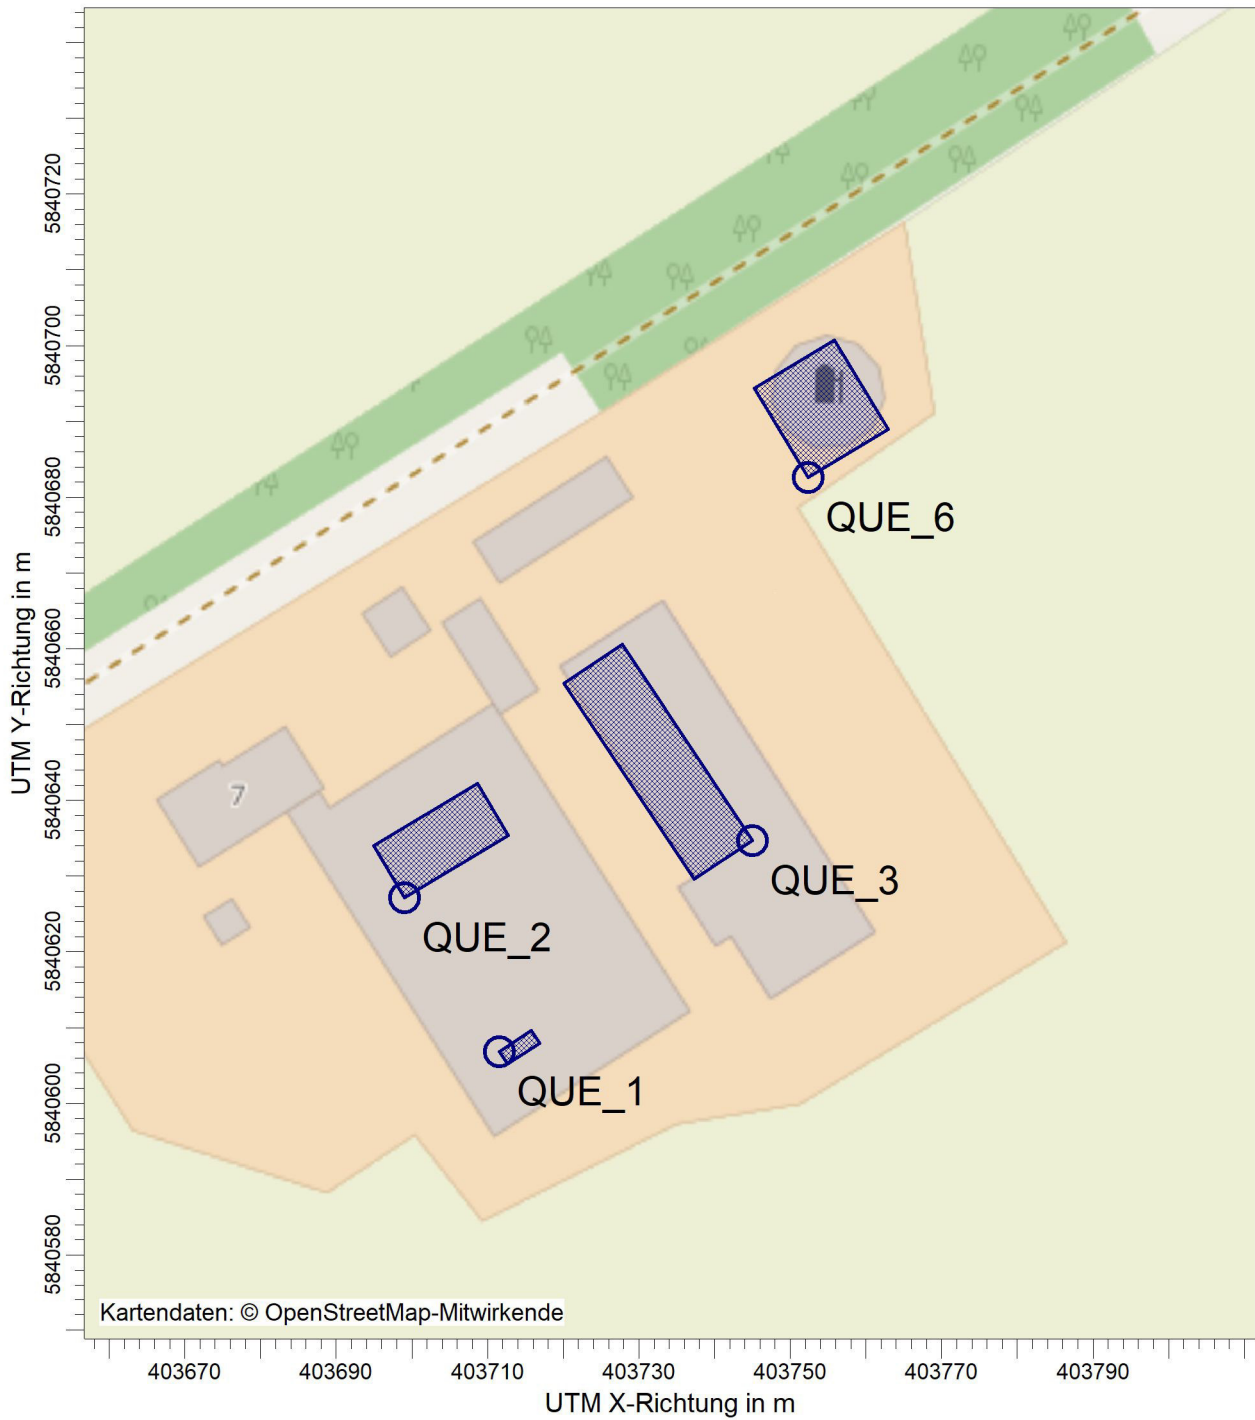 5840720
5840700
5840680
5840660
5840640
5840620
5840600
5840580
UTM Y-Richtung in m
QUE_6
7
QUE_3
QUE_2
QUE_1
Kartendaten: © OpenStreetMap-Mitwirkende
403670 403690 403710 403730 403750 403770 403790
UTM X-Richtung in m